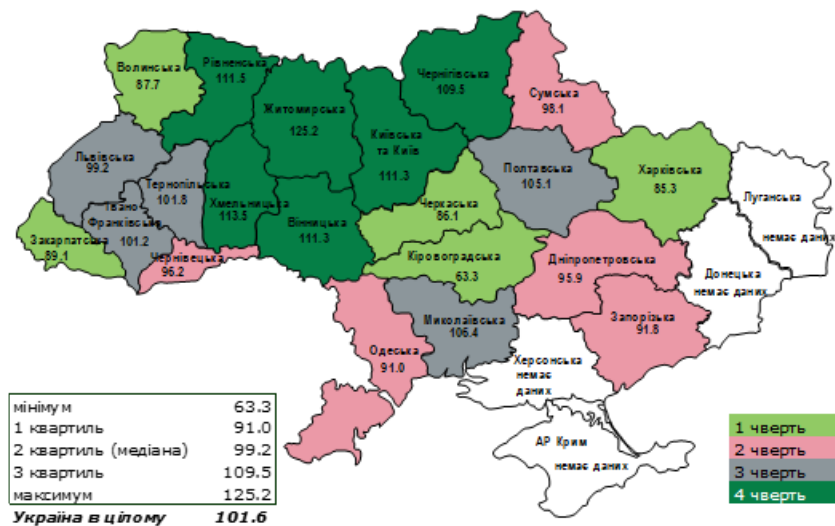 Волинська
87.7
Рівненська
111.5
Житомирська
125.2
Київська
та Київ
111.3
Чернігівська
109.5
Сумська
98.1
Львівська
99.2
Тернопільська
101.8
Хмельницька
113.5
Вінницька
111.3
Івано
Франківська
101.2
Закарпатська
89.1
Чернівецька
96.2
Черкаська
86.1
Кіровоградська
63.3
Полтавська
105.1
Харківська
85.3
Луганська
немає даних
Донецька
немає даних
Дніпропетровська
95.9
Запорізька
91.8
Миколаївська
106.4
Одеська
91.0
Херсонська
немає
даних
АР Крим
немає даних
мінімум 63.3
1 квартиль 91.0
2 квартиль (медіана) 99.2
3 квартиль 109.5
максимум 125.2
Україна в цілому 101.6
1 чверть
2 чверть
3 чверть
4 чверть